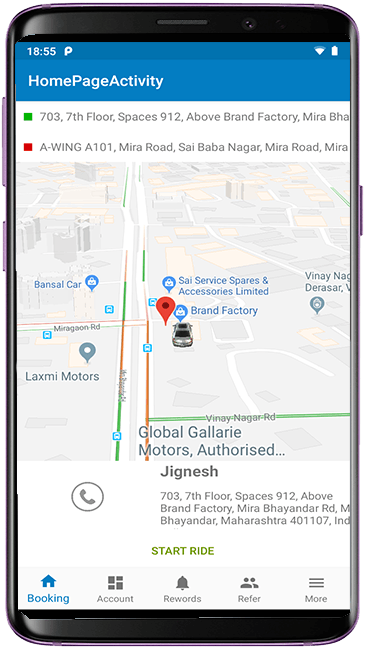 18:55
HomePageActivity
703, 7th Floor, Spaces 912, Above Brand Factory, Mira Bha
A-WING A101, Mira Road, Sai Baba Nagar, Mira Road, Mira
Vinay Nag
Derasar, V
Sai Service Spares &
Accessories Limited
Bansal Car
Brand Factory
Miragaon Rd
Laxmi Motors
Vinay Nagar Rd
Global Gallarie
Motors, Authorised...
Jignesh
703, 7th Floor, Spaces 912, Above
Brand Factory, Mira Bhayandar Rd, M
Bhayandar, Maharashtra 401107, Ind
START RIDE
Booking
Account
Rewords
Refer
More